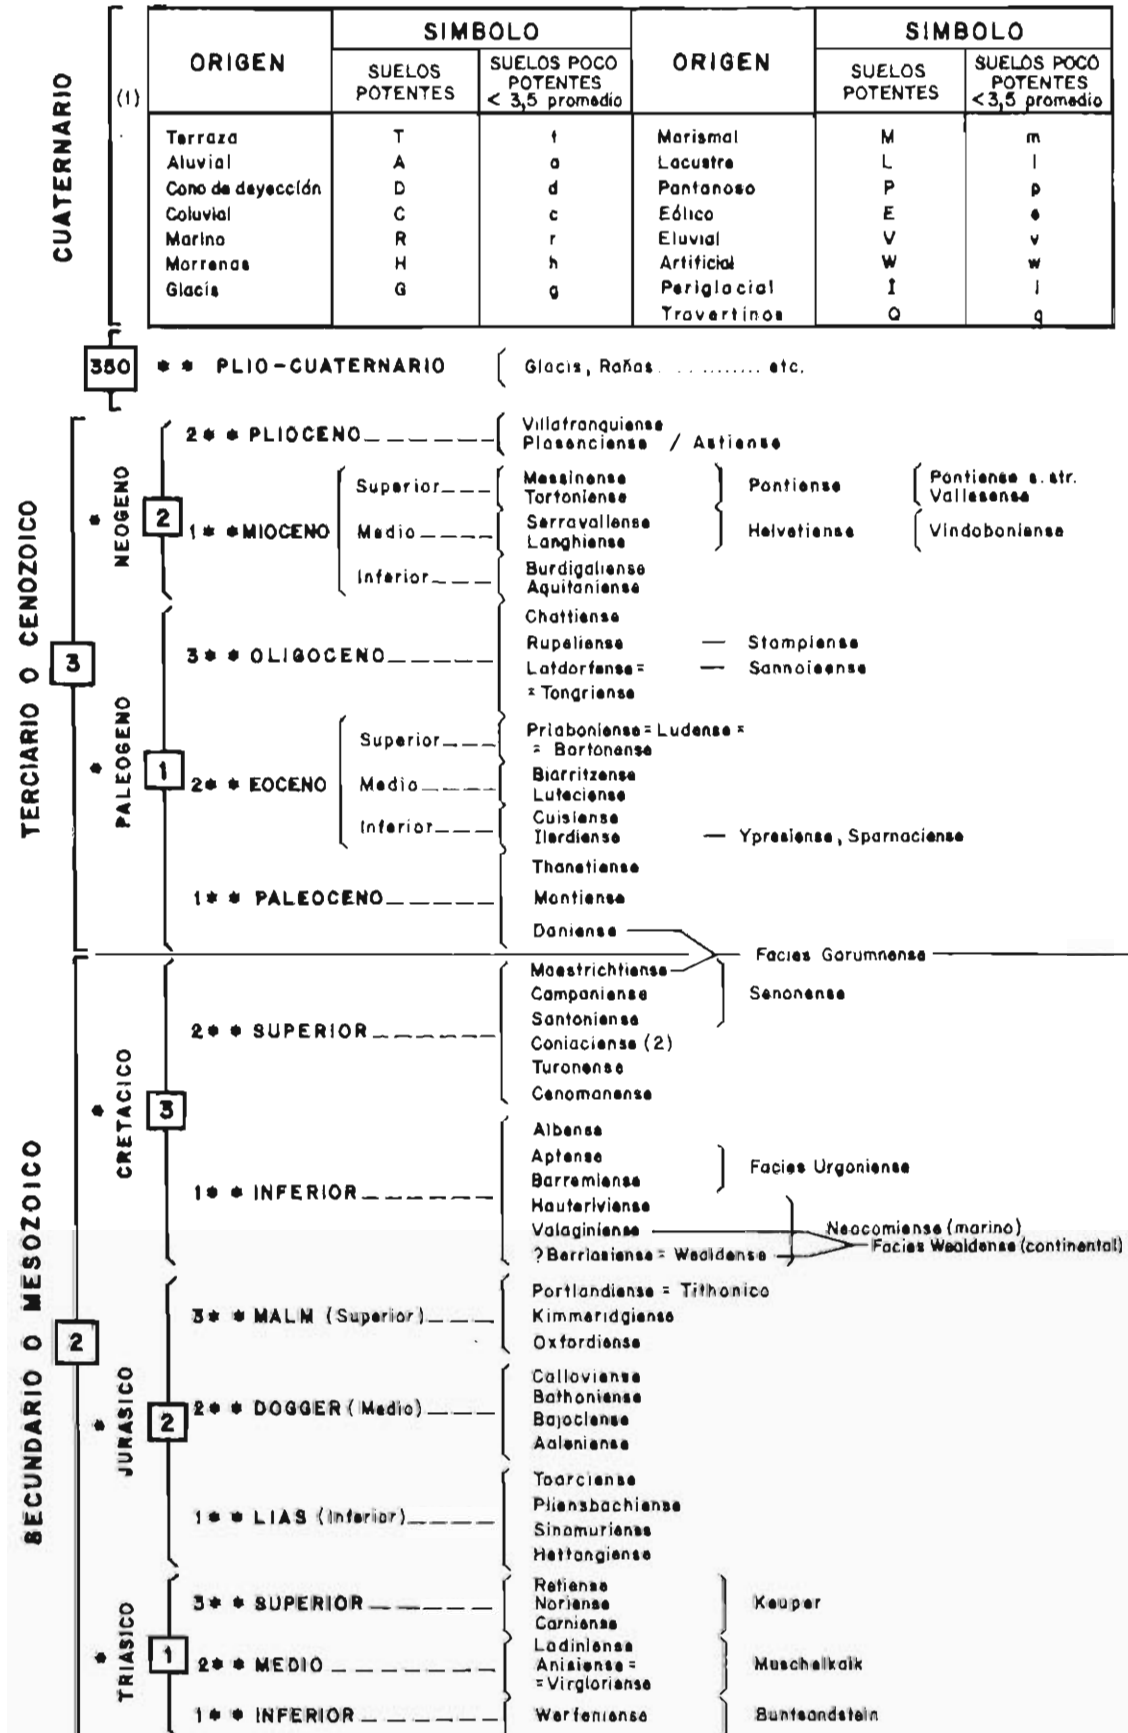 CUATERNARIO
(1)
ORIGEN SIMBOLO ORIGEN SIMBOLO
SUELOS POTENTES SUELOS POCO POTENTES < 3,5 promedio SUELOS POTENTES SUELOS POCO POTENTES < 3,5 promedio
Terraza T t Marismal M m
Aluvial A a Lacustre L l
Cono de deyección D d Pantanoso P p
Coluvial C c Eólico E e
Marino R r Eluvial V v
Morrenas H h Artificial W w
Glacis G g Periglacial I i
Travertinos Q q
350 * * PLIO-CUATERNARIO Glacis, Rañas ............ etc.
TERCIARIO O CENOZOICO
3
* NEOGENO
2
2 * * PLIOCENO
Villafranquiense
Plasenciense / Astiense
1 * * MIOCENO
Superior
Messinense
Tortoniense
Pontiense
Pontiense s. str.
Vallesense
Medio
Serravallense
Langhiense
Helvetiense
Vindoboniense
Inferior
Burdigaliense
Aquitaniense
* PALEOGENO
1
3 * * OLIGOCENO
Chattiense
Rupeliense — Stampiense
Latdorfense = — Sannoisense
= Tongriense
2 * * EOCENO
Superior
Priaboniense = Ludense =
= Bartonense
Medio
Biarritzense
Luteciense
Inferior
Cuisiense
Ilerdiense — Ypresiense, Sparnaciense
1 * * PALEOCENO
Thanetiense
Montiense
Daniense
Facies Garumnense
SECUNDARIO O MESOZOICO
2
* CRETACICO
3
2 * * SUPERIOR
Maestrichtiense
Campaniense
Santoniense
Senonense
Coniaciense (2)
Turonense
Cenomanense
1 * * INFERIOR
Albense
Aptense
Barremiense
Facies Urgoniense
Hauteriviense
Valaginiense
Neocomiense (marino)
Facies Wealdense (continental)
? Berriasiense = Wealdense
* JURASICO
2
3 * * MALM (Superior)
Portlandiense = Tithonico
Kimmeridgiense
Oxfordiense
2 * * DOGGER (Medio)
Calloviense
Bathoniense
Bajociense
Aaleniense
1 * * LIAS (Inferior)
Toarciense
Pliensbachiense
Sinemuriense
Hettangiense
* TRIASICO
1
3 * * SUPERIOR
Retiense
Noriense
Carniense
Keuper
2 * * MEDIO
Ladiniense
Anisiense =
= Virgloriense
Muschelkalk
1 * * INFERIOR
Werfeniense
Buntsandstein